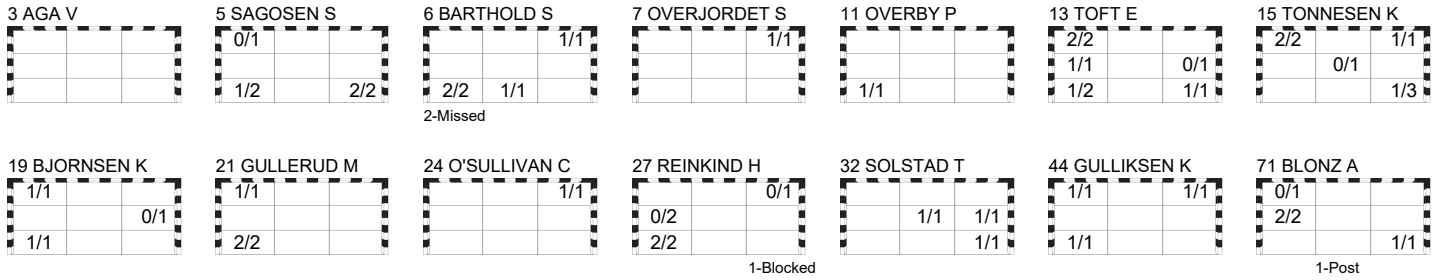 3 AGA V 5 SAGOSEN S 6 BARTHOLD S 7 OVERJORDET S 11 OVERBY P 13 TOFT E 15 TONNESEN K
0/1 1/1 1/1 2/2 2/2 1/1
1/1 0/1 0/1
1/2 2/2 2/2 1/1 1/1 1/2 1/1 1/3
2-Missed
19 BJORNSEN K 21 GULLERUD M 24 O'SULLIVAN C 27 REINKIND H 32 SOLSTAD T 44 GULLIKSEN K 71 BLONZ A
1/1 1/1 1/1 0/1 1/1 1/1 0/1
0/1 0/2 1/1 1/1 2/2
1/1 2/2 2/2 1/1 1/1 1/1
1-Blocked 1-Post